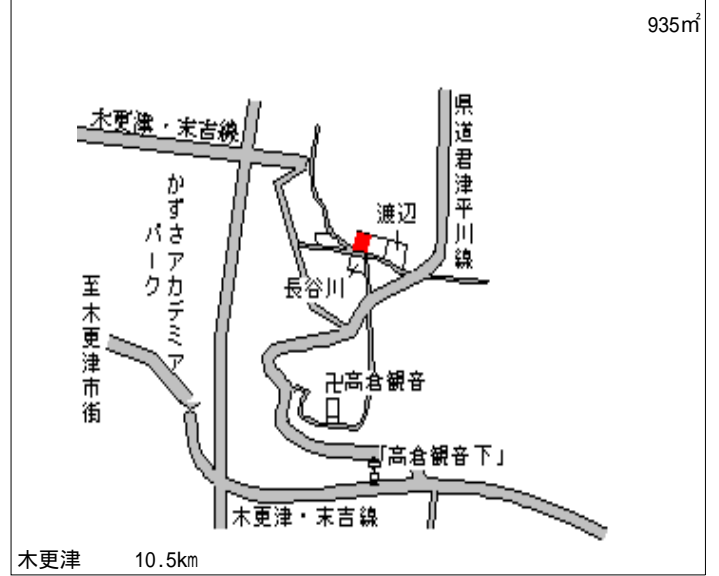 935㎡
木更津・末吉線
県道君津平川線
かずさアカデミア
パーク
渡辺
長谷川
至木更津市街
卍高倉観音
「高倉観音下」
木更津・末吉線
木更津 10.5km